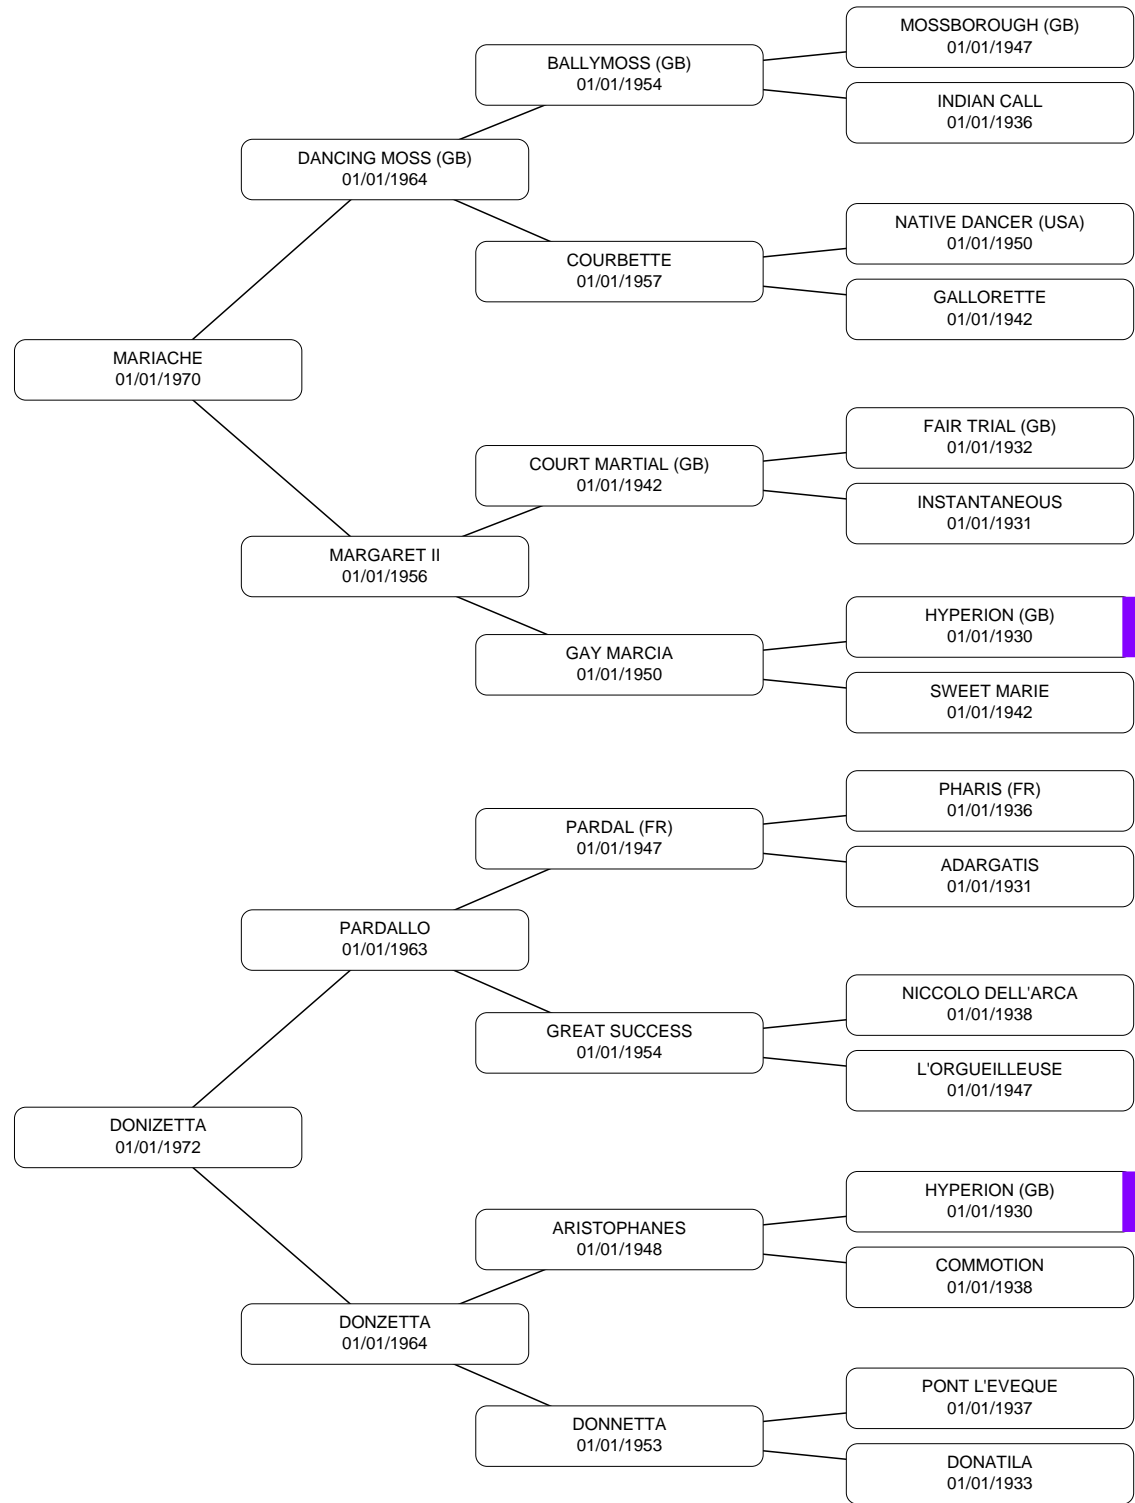 MOSSBOROUGH (GB)
01/01/1947
BALLYMOSS (GB)
01/01/1954
INDIAN CALL
01/01/1936
DANCING MOSS (GB)
01/01/1964
NATIVE DANCER (USA)
01/01/1950
COURBETTE
01/01/1957
GALLORETTE
01/01/1942
MARIACHE
01/01/1970
FAIR TRIAL (GB)
01/01/1932
COURT MARTIAL (GB)
01/01/1942
INSTANTANEOUS
01/01/1931
MARGARET II
01/01/1956
HYPERION (GB)
01/01/1930
GAY MARCIA
01/01/1950
SWEET MARIE
01/01/1942
PHARIS (FR)
01/01/1936
PARDAL (FR)
01/01/1947
ADARGATIS
01/01/1931
PARDALLO
01/01/1963
NICCOLO DELL'ARCA
01/01/1938
GREAT SUCCESS
01/01/1954
L'ORGUEILLEUSE
01/01/1947
DONIZETTA
01/01/1972
HYPERION (GB)
01/01/1930
ARISTOPHANES
01/01/1948
COMMOTION
01/01/1938
DONZETTA
01/01/1964
PONT L'EVEQUE
01/01/1937
DONNETTA
01/01/1953
DONATILA
01/01/1933